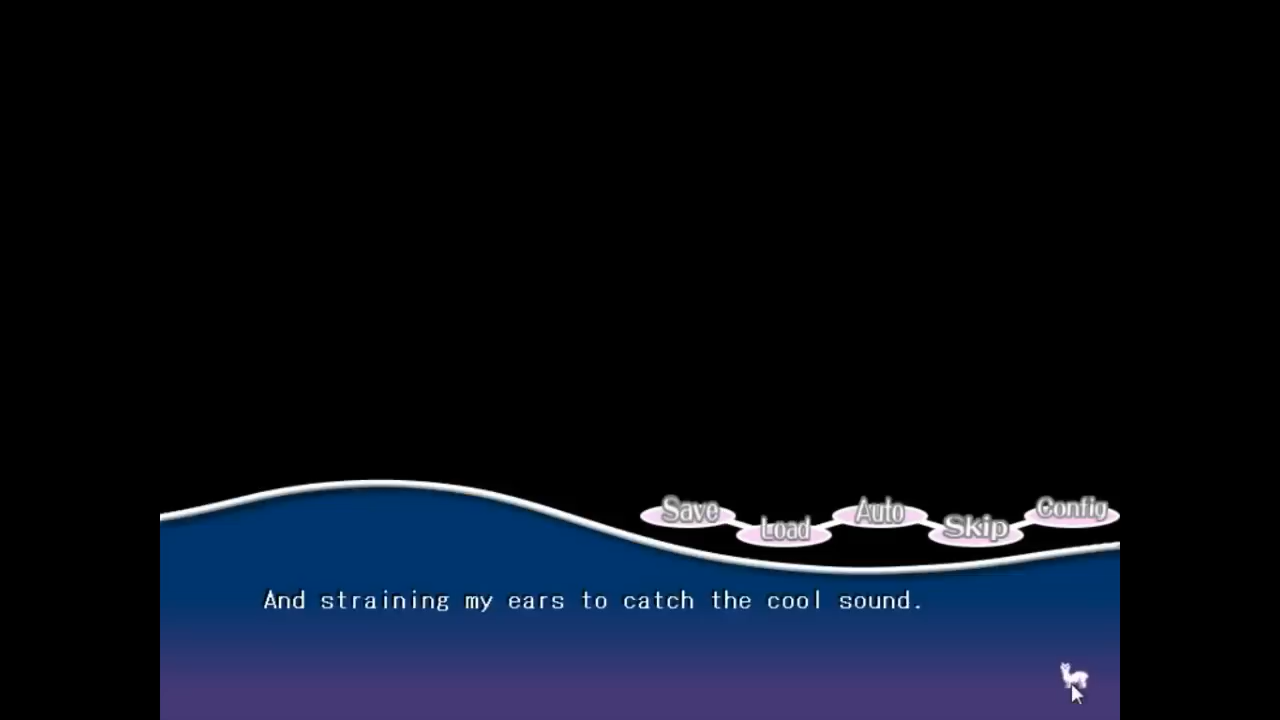 Save
Load
Auto
Skip
Config
And straining my ears to catch the cool sound.